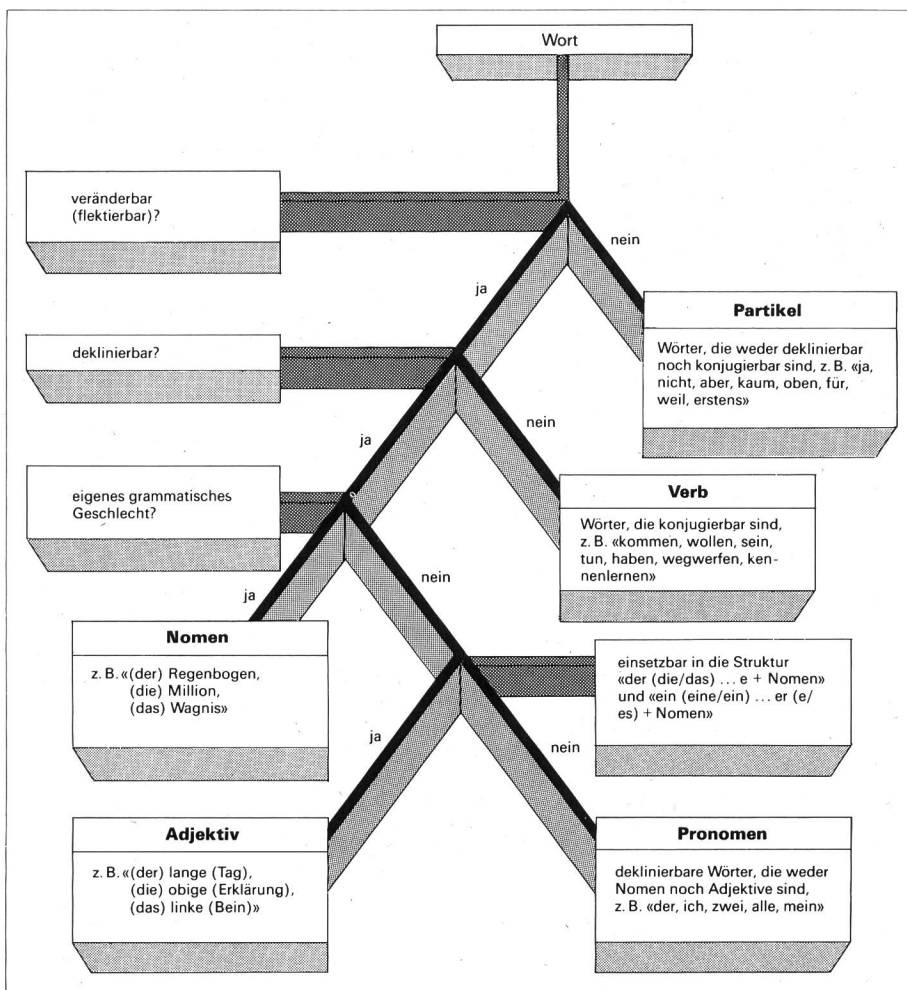 Wort
veränderbar
(flektierbar)?
nein
ja
Partikel
Wörter, die weder deklinierbar
noch konjugierbar sind, z. B. «ja,
nicht, aber, kaum, oben, für,
weil, erstens»
deklinierbar?
nein
ja
Verb
Wörter, die konjugierbar sind,
z. B. «kommen, wollen, sein,
tun, haben, wegwerfen, ken-
nenlernen»
eigenes grammatisches
Geschlecht?
nein
ja
Nomen
z. B. «(der) Regenbogen,
(die) Million,
(das) Wagnis»
einsetzbar in die Struktur
«der (die/das) ... e + Nomen»
und «ein (eine/ein) ... er (e/
es) + Nomen»
ja
nein
Adjektiv
z. B. «(der) lange (Tag),
(die) obige (Erklärung),
(das) linke (Bein)»
Pronomen
deklinierbare Wörter, die weder
Nomen noch Adjektive sind,
z. B. «der, ich, zwei, alle, mein»